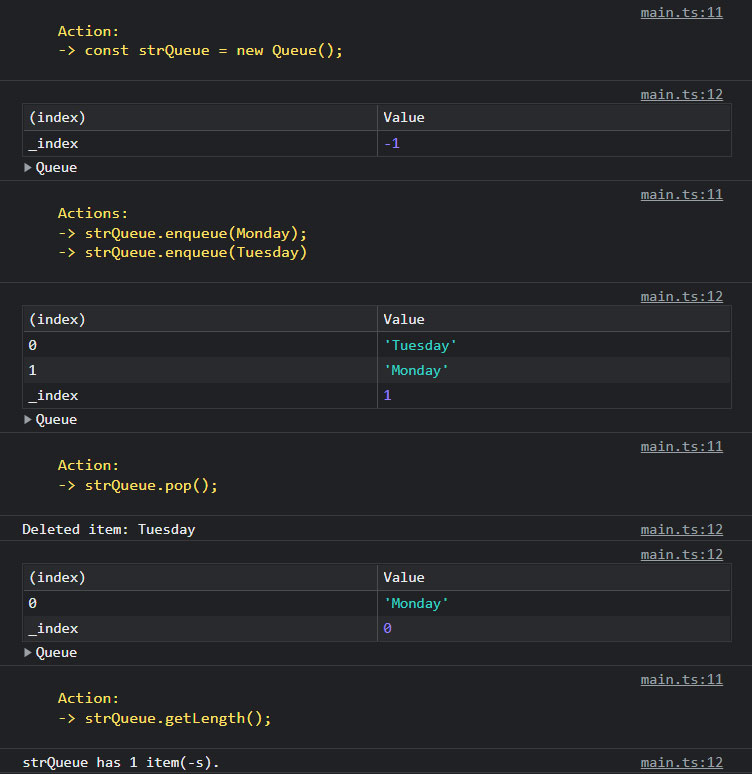 main.ts:11
Action:
-> const strQueue = new Queue();
main.ts:12
(index) Value
_index -1
Queue
main.ts:11
Actions:
-> strQueue.enqueue(Monday);
-> strQueue.enqueue(Tuesday)
main.ts:12
(index) Value
0 'Tuesday'
1 'Monday'
_index 1
Queue
main.ts:11
Action:
-> strQueue.pop();
Deleted item: Tuesday main.ts:12
main.ts:12
(index) Value
0 'Monday'
_index 0
Queue
main.ts:11
Action:
-> strQueue.getLength();
strQueue has 1 item(-s). main.ts:12